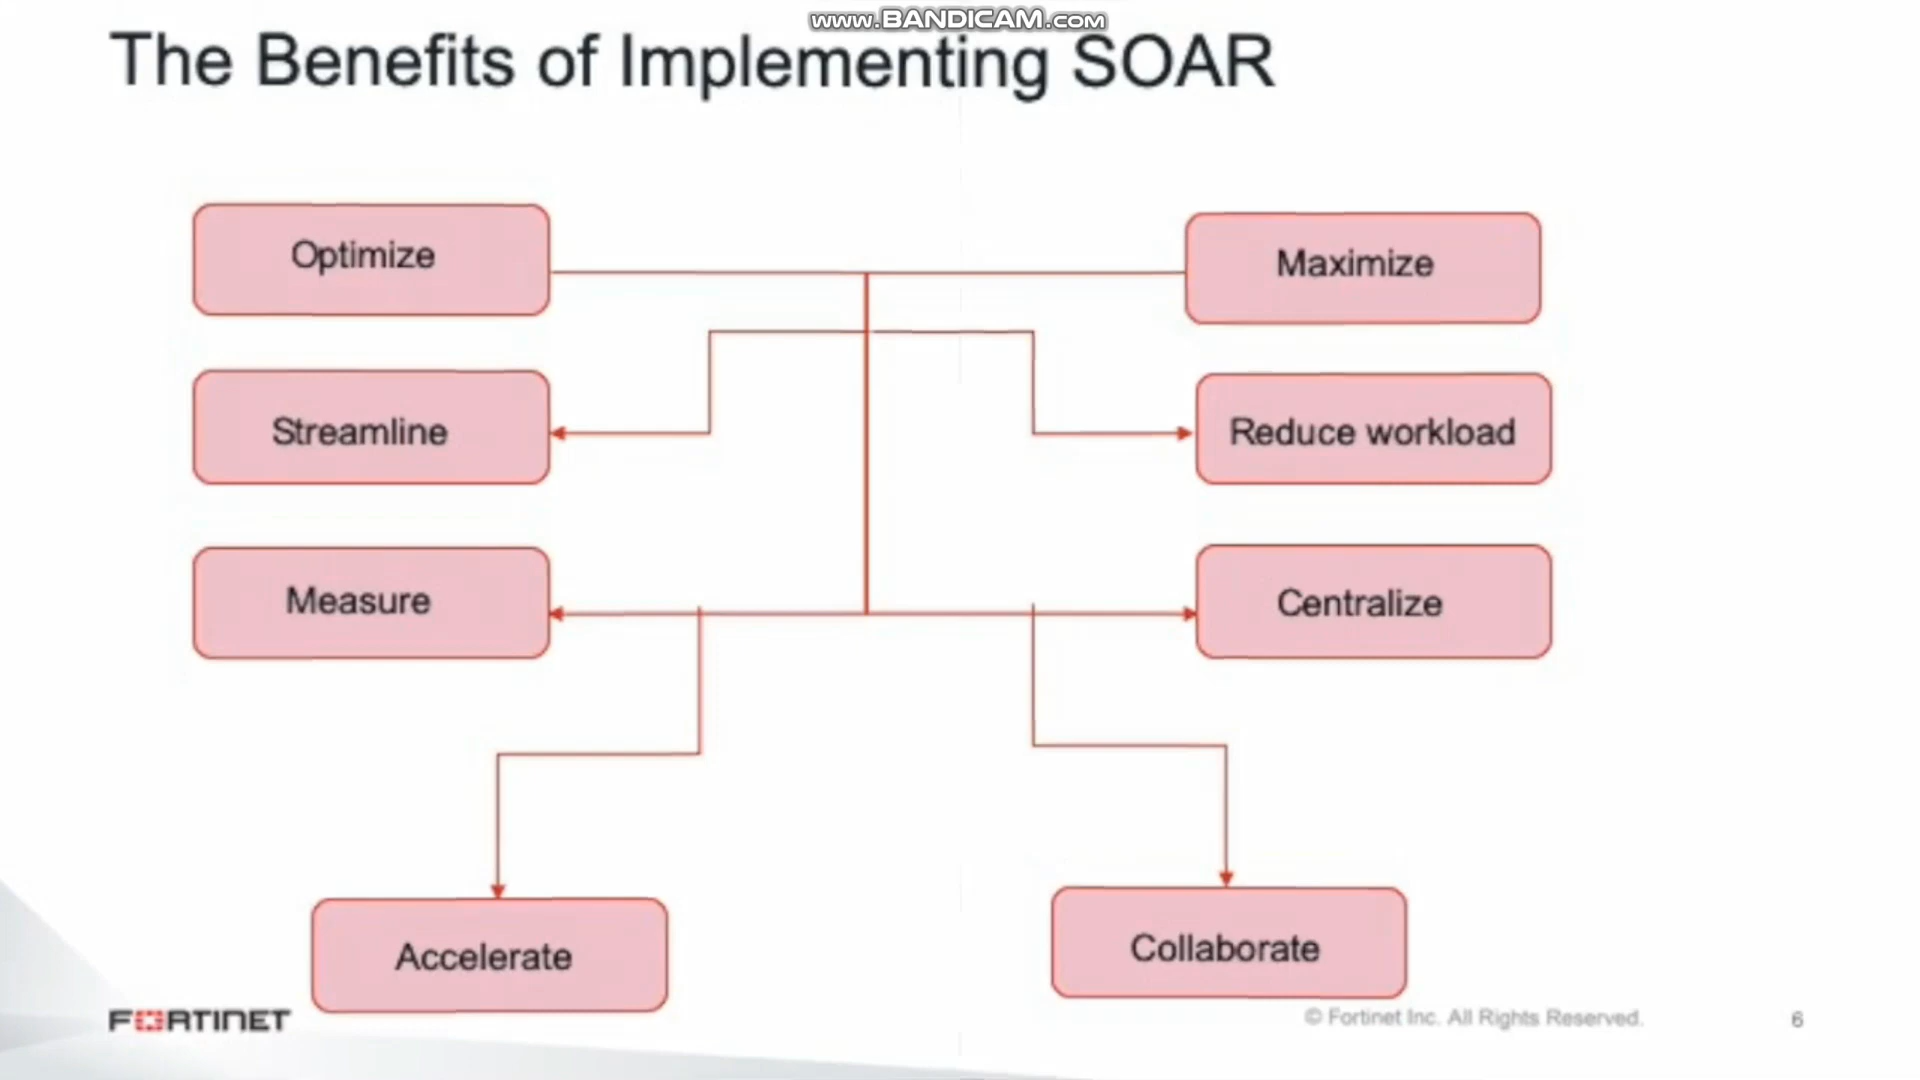 www.BANDICAM.com
The Benefits of Implementing SOAR
Optimize
Maximize
Streamline
Reduce workload
Measure
Centralize
Accelerate
Collaborate
FORTINET
© Fortinet Inc. All Rights Reserved.
6